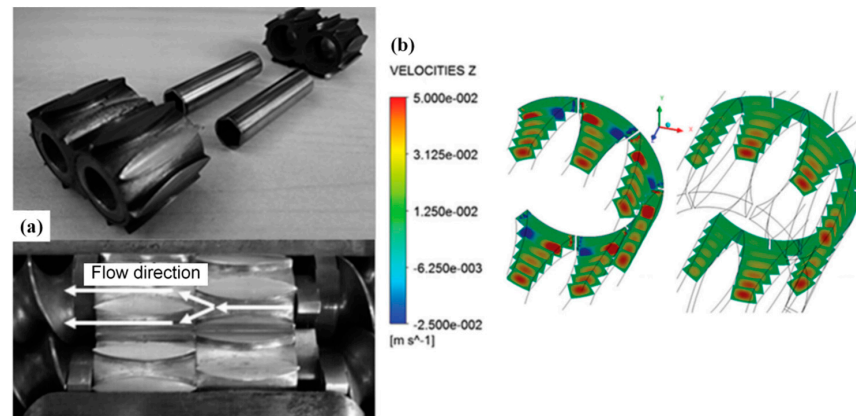 (a)
Flow direction
(b)
VELOCITIES Z
5.000e-002
3.125e-002
1.250e-002
-6.250e-003
-2.500e-002
[m s^-1]
Y
X